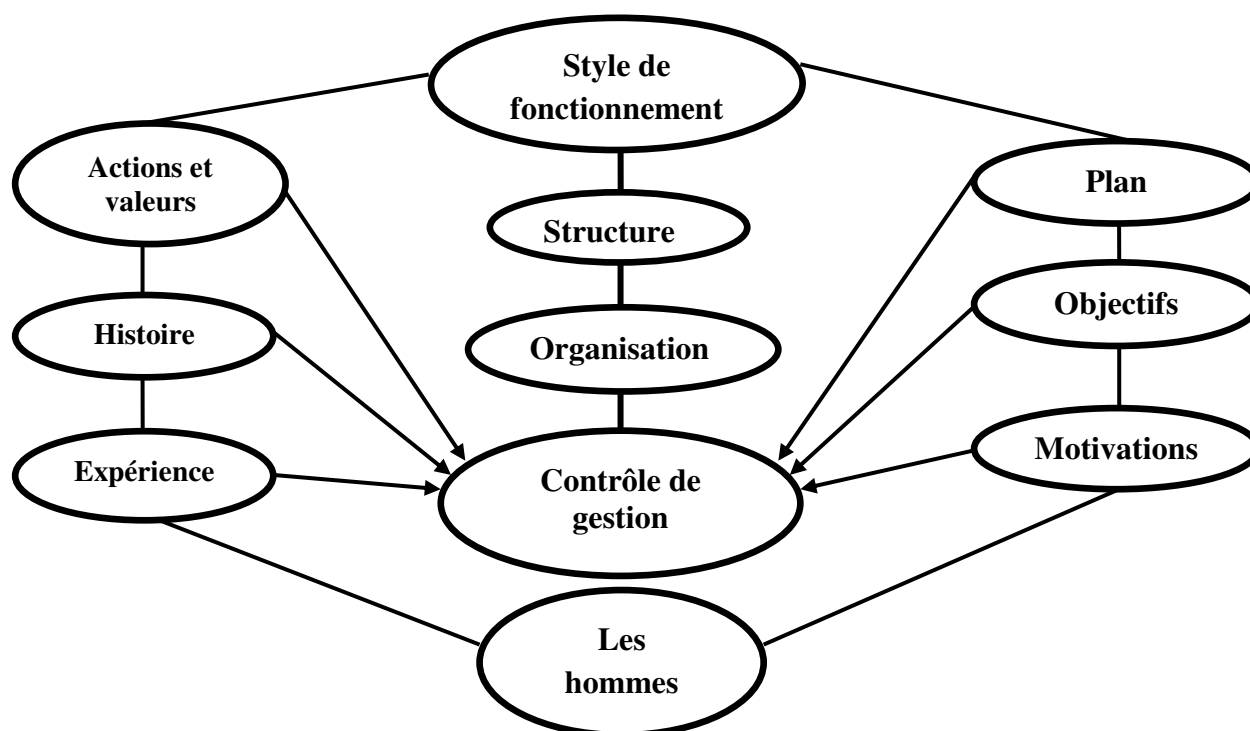 Style de
fonctionnement
Actions et
valeurs
Plan
Structure
Histoire
Objectifs
Organisation
Expérience
Motivations
Contrôle de
gestion
Les
hommes